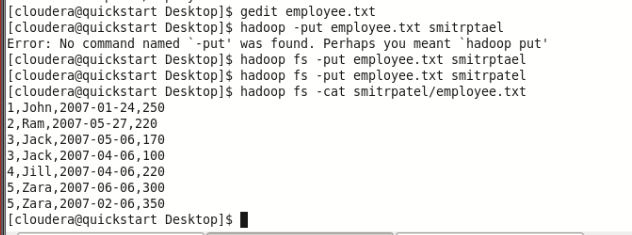 [cloudera@quickstart Desktop]$ gedit employee.txt
[cloudera@quickstart Desktop]$ hadoop -put employee.txt smitrptael
Error: No command named `-put' was found. Perhaps you meant `hadoop put'
[cloudera@quickstart Desktop]$ hadoop fs -put employee.txt smitrptael
[cloudera@quickstart Desktop]$ hadoop fs -put employee.txt smitrpatel
[cloudera@quickstart Desktop]$ hadoop fs -cat smitrpatel/employee.txt
1,John,2007-01-24,250
2,Ram,2007-05-27,220
3,Jack,2007-05-06,170
3,Jack,2007-04-06,100
4,Jill,2007-04-06,220
5,Zara,2007-06-06,300
5,Zara,2007-02-06,350
[cloudera@quickstart Desktop]$